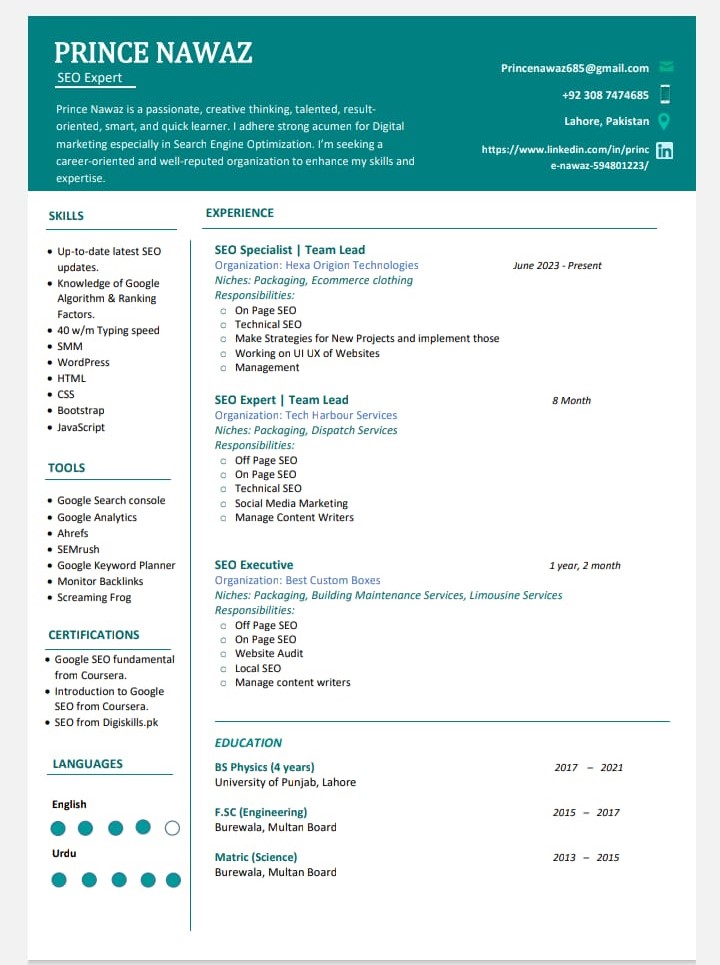 PRINCE NAWAZ
SEO Expert
Prince Nawaz is a passionate, creative thinking, talented, result-
oriented, smart, and quick learner. I adhere strong acumen for Digital
marketing especially in Search Engine Optimization. I'm seeking a
career-oriented and well-reputed organization to enhance my skills and
expertise.
Princenawaz685@gmail.com
+92 308 7474685
Lahore, Pakistan
https://www.linkedin.com/in/princ
e-nawaz-594801223/
in
SKILLS
• Up-to-date latest SEO
updates.
• Knowledge of Google
Algorithm & Ranking
Factors.
• 40 w/m Typing speed
• SMM
• WordPress
• HTML
• CSS
• Bootstrap
• JavaScript
TOOLS
• Google Search console
• Google Analytics
• Ahrefs
• SEMrush
• Google Keyword Planner
• Monitor Backlinks
• Screaming Frog
CERTIFICATIONS
• Google SEO fundamental
from Coursera.
• Introduction to Google
SEO from Coursera.
• SEO from Digiskills.pk
LANGUAGES
English
Urdu
EXPERIENCE
SEO Specialist | Team Lead
Organization: Hexa Origion Technologies June 2023 - Present
Niches: Packaging, Ecommerce clothing
Responsibilities:
o On Page SEO
o Technical SEO
o Make Strategies for New Projects and implement those
o Working on UI UX of Websites
o Management
SEO Expert | Team Lead 8 Month
Organization: Tech Harbour Services
Niches: Packaging, Dispatch Services
Responsibilities:
o Off Page SEO
o On Page SEO
o Technical SEO
o Social Media Marketing
o Manage Content Writers
SEO Executive 1 year, 2 month
Organization: Best Custom Boxes
Niches: Packaging, Building Maintenance Services, Limousine Services
Responsibilities:
o Off Page SEO
o On Page SEO
o Website Audit
o Local SEO
o Manage content writers
EDUCATION
BS Physics (4 years) 2017 – 2021
University of Punjab, Lahore
F.SC (Engineering) 2015 – 2017
Burewala, Multan Board
Matric (Science) 2013 – 2015
Burewala, Multan Board